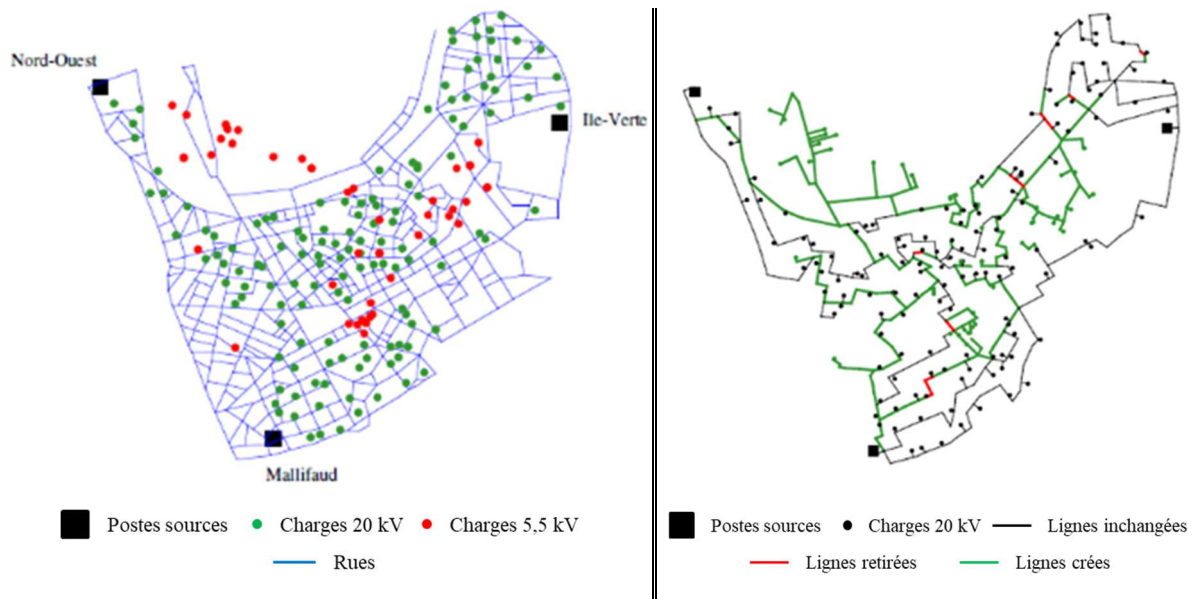 Nord-Ouest
Ile-Verte
Mallifaud
Postes sources Charges 20 kV Charges 5,5 kV
Rues
Postes sources Charges 20 kV Lignes inchangées
Lignes retirées Lignes crées